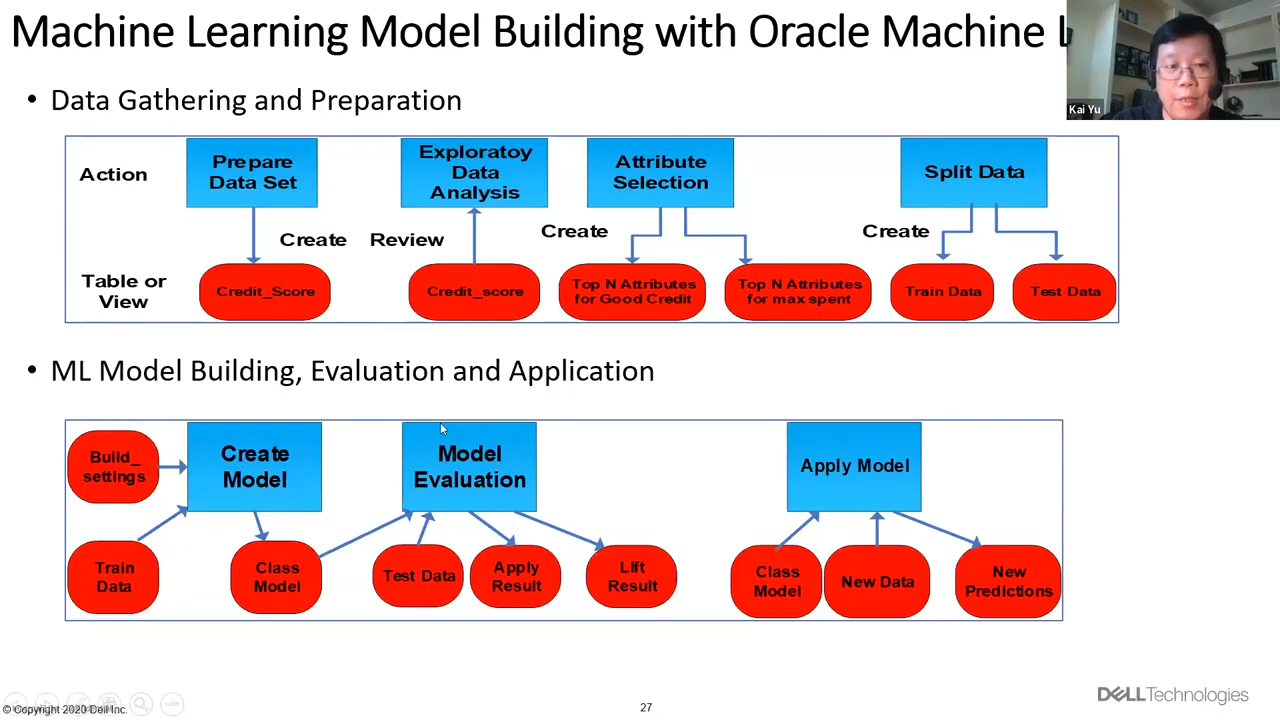 Machine Learning Model Building with Oracle Machine L
Kai Yu
• Data Gathering and Preparation
Action
Prepare
Data Set
Exploratoy
Data
Analysis
Attribute
Selection
Split Data
Create
Review
Create
Create
Table or
View
Credit_Score
Credit_score
Top N Attributes
for Good Credit
Top N Attributes
for max spent
Train Data
Test Data
• ML Model Building, Evaluation and Application
Build_
settings
Create
Model
Model
Evaluation
Apply Model
Train
Data
Class
Model
Test Data
Apply
Result
Lift
Result
Class
Model
New Data
New
Predictions
© Copyright 2020 Dell Inc.
27
DELLTechnologies